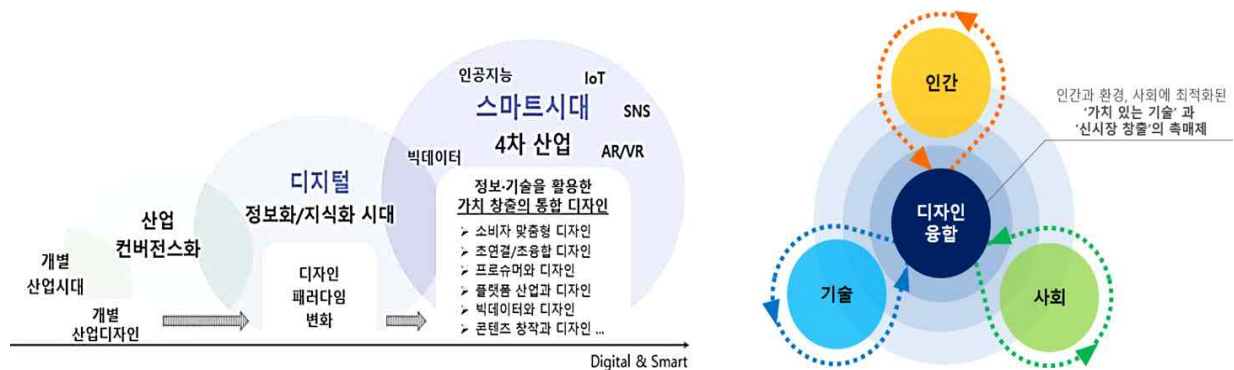 개별
산업시대
개별
산업디자인
산업
컨버전스화
디지털
정보화/지식화 시대
디자인
패러다임
변화
인공지능
IoT
스마트시대
SNS
4차 산업
빅데이터
AR/VR
정보·기술을 활용한
가치 창출의 통합 디자인
➢ 소비자 맞춤형 디자인
➢ 초연결/초융합 디자인
➢ 프로슈머와 디자인
➢ 플랫폼 산업과 디자인
➢ 빅데이터와 디자인
➢ 콘텐츠 창작과 디자인 ...
Digital & Smart
인간
인간과 환경, 사회에 최적화된
‘가치 있는 기술’ 과
‘신시장 창출’의 촉매제
디자인
융합
기술
사회